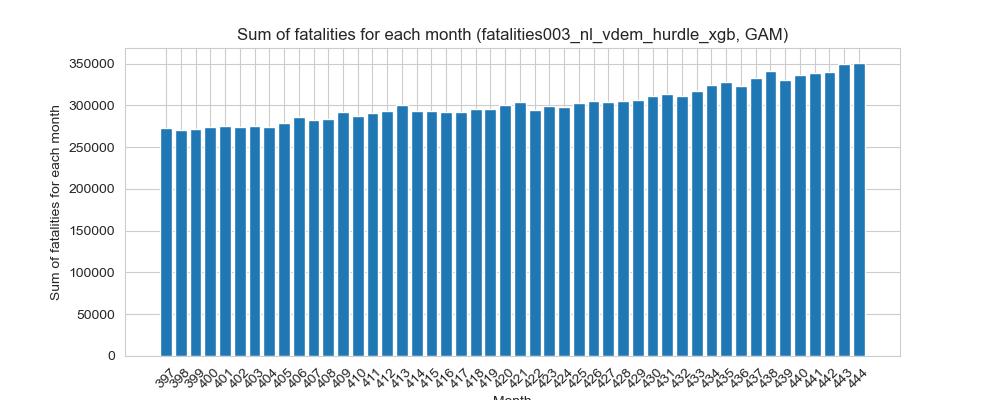 Sum of fatalities for each month (fatalities003_nl_vdem_hurdle_xgb, GAM)
Sum of fatalities for each month
350000
300000
250000
200000
150000
100000
50000
0
397 398 399 400 401 402 403 404 405 406 407 408 409 410 411 412 413 414 415 416 417 418 419 420 421 422 423 424 425 426 427 428 429 430 431 432 433 434 435 436 437 438 439 440 441 442 443 444
Month